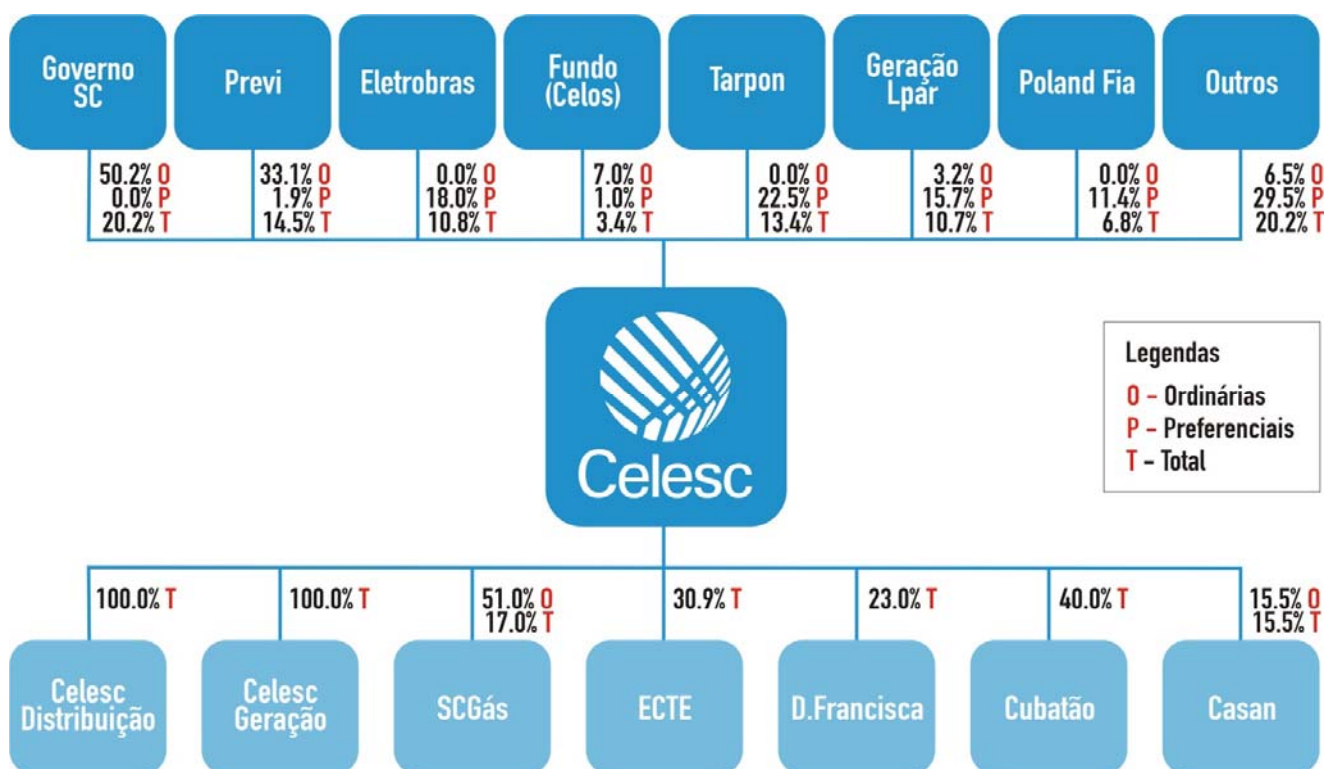 Governo
SC
Previ
Eletrobras
Fundo
(Celos)
Tarpon
Geração
Lpar
Poland Fia
Outros
50.2% O
0.0% P
20.2% T
33.1% O
1.9% P
14.5% T
0.0% O
18.0% P
10.8% T
7.0% O
1.0% P
3.4% T
0.0% O
22.5% P
13.4% T
3.2% O
15.7% P
10.7% T
0.0% O
11.4% P
6.8% T
6.5% O
29.5% P
20.2% T
Celesc
Legendas
O - Ordinárias
P - Preferenciais
T - Total
100.0% T
100.0% T
51.0% O
17.0% T
30.9% T
23.0% T
40.0% T
15.5% O
15.5% T
Celesc
Distribuição
Celesc
Geração
SCGás
ECTE
D.Francisca
Cubatão
Casan